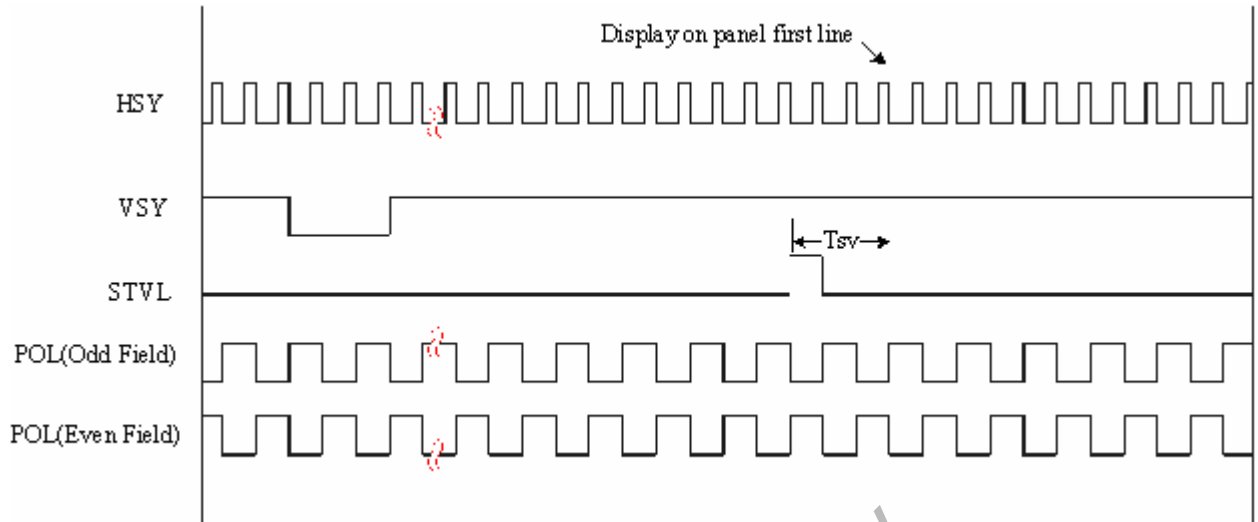 Display on panel first line
HSY
VSY
Tsv
STVL
POL(Odd Field)
POL(Even Field)